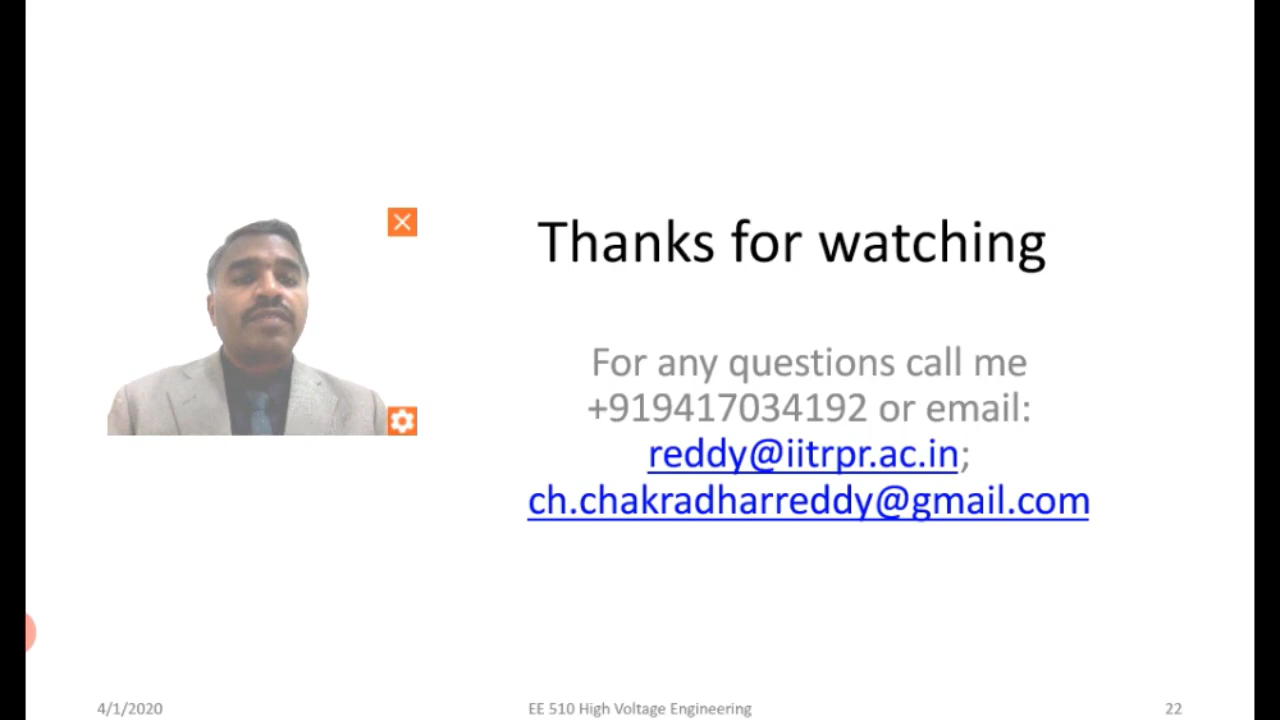 Thanks for watching
For any questions call me
+919417034192 or email:
reddy@iitrpr.ac.in;
ch.chakradharreddy@gmail.com
4/1/2020
EE 510 High Voltage Engineering
22